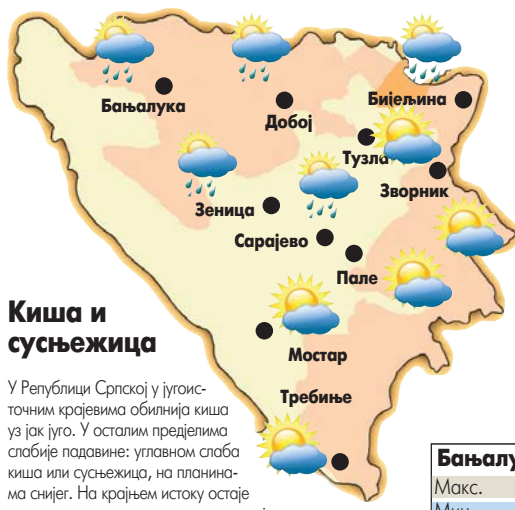 Бањалука
Добој
Бијељина
Тузла
Зворник
Зеница
Сарајево
Пале
Мостар
Требиње
Киша и
сусњежица
У Републици Српској у југоис-
точним крајевима обилнија киша
уз јак југо. У осталим предјелима
слабије падавине: углавном слаба
киша или сусњежица, на планина-
ма снијег. На крајњем истоку остаје
Макс.